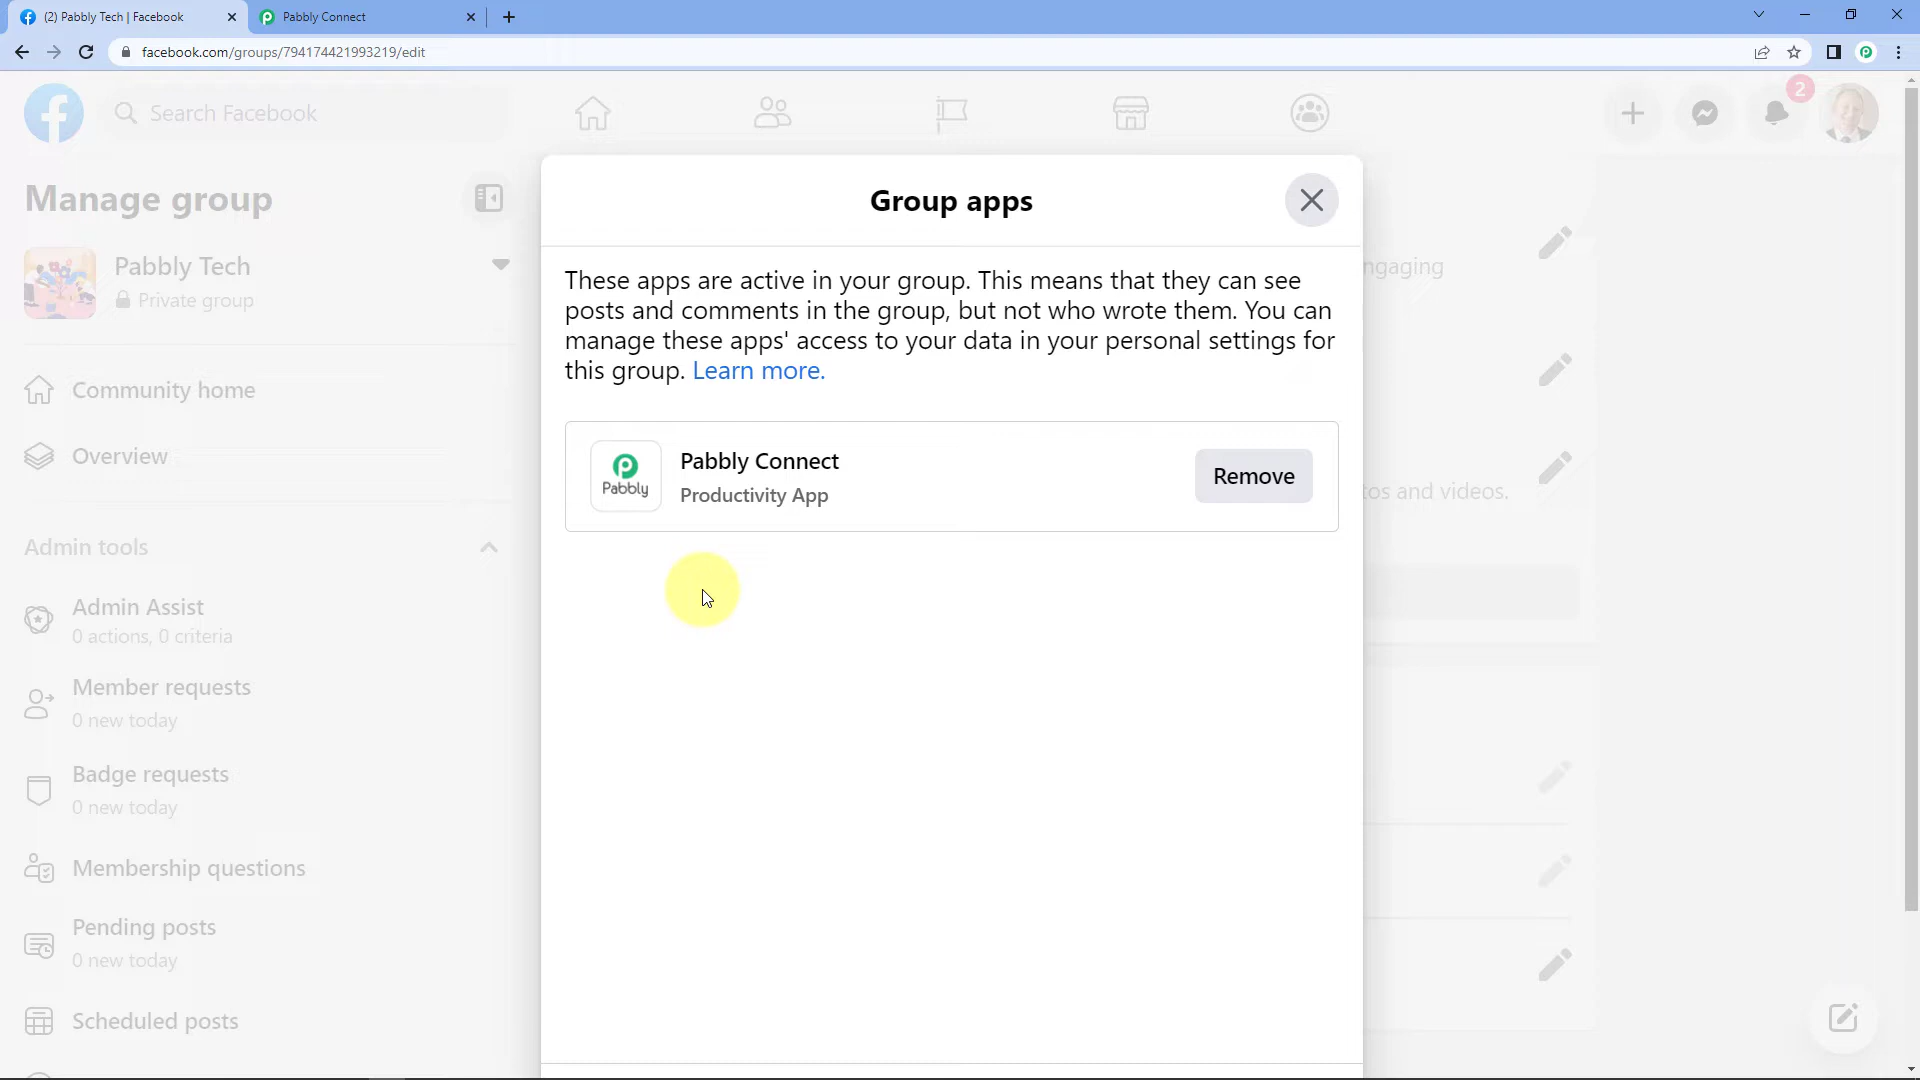 (2) Pabbly Tech | Facebook
Pabbly Connect
facebook.com/groups/794174421993219/edit
Search Facebook
2
Manage group
Pabbly Tech
Private group
Community home
Overview
Admin tools
Admin Assist
0 actions, 0 criteria
Member requests
0 new today
Badge requests
0 new today
Membership questions
Pending posts
0 new today
Scheduled posts
Group apps
These apps are active in your group. This means that they can see
posts and comments in the group, but not who wrote them. You can
manage these apps' access to your data in your personal settings for
this group. Learn more.
Pabbly
Pabbly Connect
Productivity App
Remove
ngaging
tos and videos.